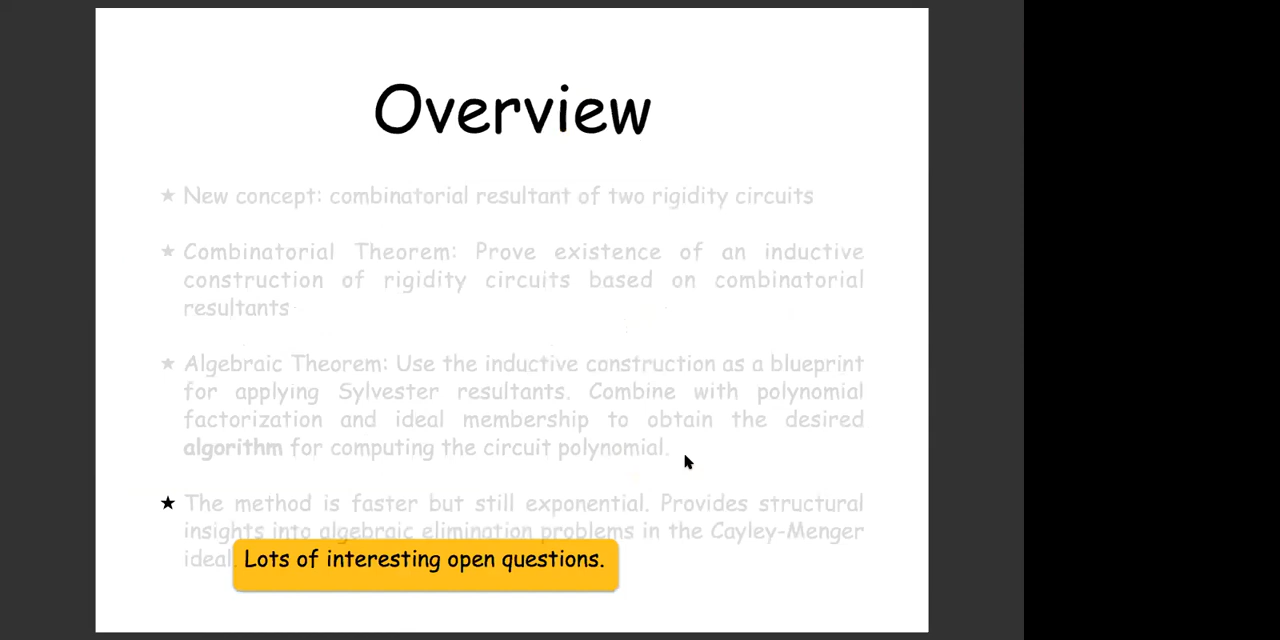 Overview
★ New concept: combinatorial resultant of two rigidity circuits
★ Combinatorial Theorem: Prove existence of an inductive
construction of rigidity circuits based on combinatorial
resultants
★ Algebraic Theorem: Use the inductive construction as a blueprint
for applying Sylvester resultants. Combine with polynomial
factorization and ideal membership to obtain the desired
algorithm for computing the circuit polynomial.
★ The method is faster but still exponential. Provides structural
insights into algebraic elimination problems in the Cayley-Menger
ideal. Lots of interesting open questions.